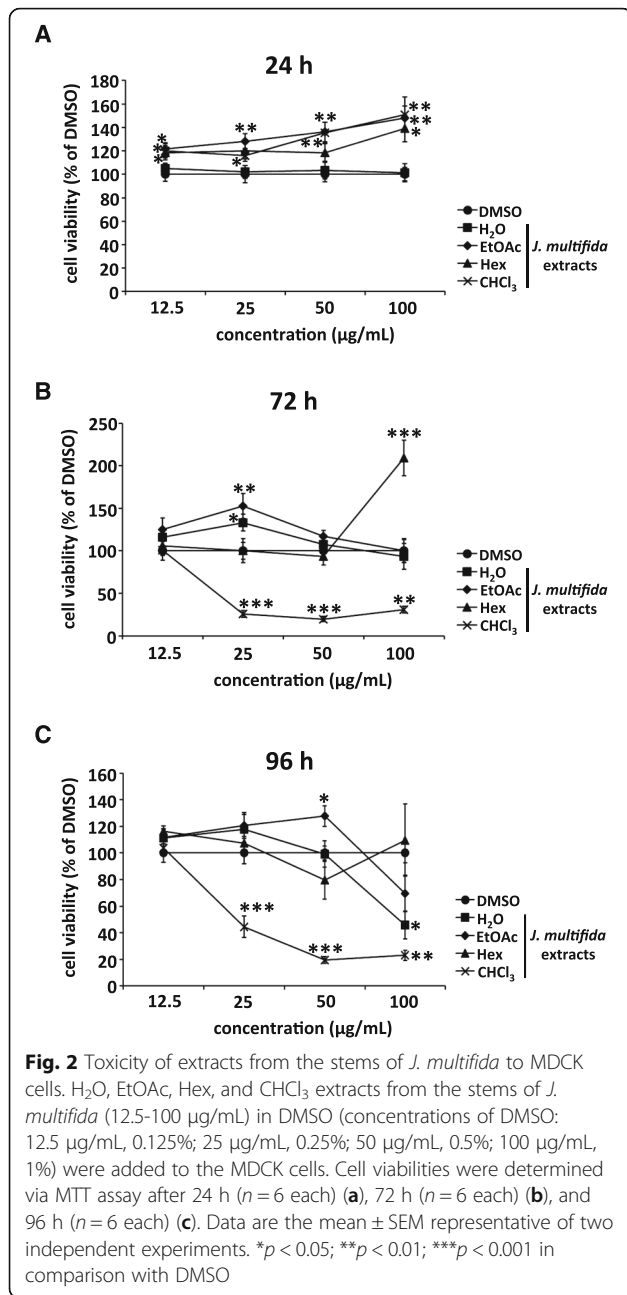 A
24 h
cell viability (% of DMSO)
180
160
140
120
100
80
60
40
20
0
*
*
*
**
*
**
**
**
**
*
12.5 25 50 100
concentration (µg/mL)
DMSO
H₂O
EtOAc
Hex
CHCl₃
J. multifida
extracts
B
72 h
cell viability (% of DMSO)
250
200
150
100
50
0
**
*
***
***
***
**
12.5 25 50 100
concentration (µg/mL)
DMSO
H₂O
EtOAc
Hex
CHCl₃
J. multifida
extracts
C
96 h
cell viability (% of DMSO)
160
140
120
100
80
60
40
20
0
*
***
***
*
**
12.5 25 50 100
concentration (µg/mL)
DMSO
H₂O
EtOAc
Hex
CHCl₃
J. multifida
extracts
Fig. 2 Toxicity of extracts from the stems of J. multifida to MDCK
cells. H₂O, EtOAc, Hex, and CHCl₃ extracts from the stems of J.
multifida (12.5-100 µg/mL) in DMSO (concentrations of DMSO:
12.5 µg/mL, 0.125%; 25 µg/mL, 0.25%; 50 µg/mL, 0.5%; 100 µg/mL,
1%) were added to the MDCK cells. Cell viabilities were determined
via MTT assay after 24 h (n = 6 each) (a), 72 h (n = 6 each) (b), and
96 h (n = 6 each) (c). Data are the mean ± SEM representative of two
independent experiments. *p < 0.05; **p < 0.01; ***p < 0.001 in
comparison with DMSO